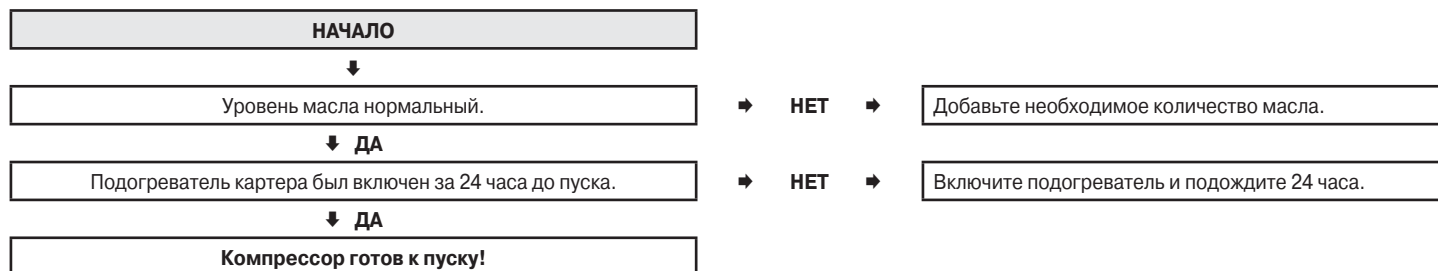 НАЧАЛО
Уровень масла нормальный. НЕТ Добавьте необходимое количество масла.
ДА
Подогреватель картера был включен за 24 часа до пуска. НЕТ Включите подогреватель и подождите 24 часа.
ДА
Компрессор готов к пуску!